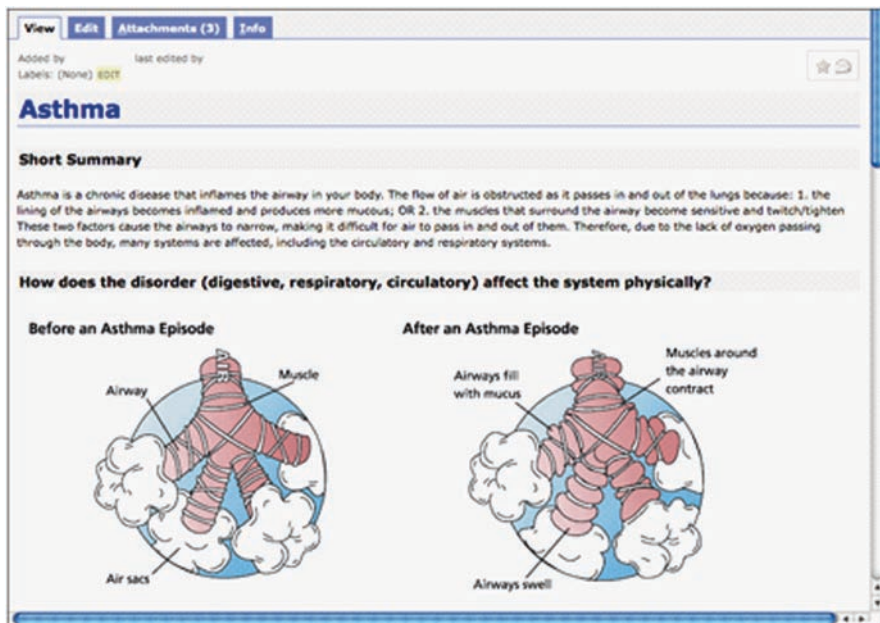 View Edit Attachments (3) Info
Added by last edited by
Labels: (None) EDIT
Asthma
Short Summary
Asthma is a chronic disease that inflames the airway in your body. The flow of air is obstructed as it passes in and out of the lungs because: 1. the
lining of the airways becomes inflamed and produces more mucous; OR 2. the muscles that surround the airway become sensitive and twitch/tighten
These two factors cause the airways to narrow, making it difficult for air to pass in and out of them. Therefore, due to the lack of oxygen passing
through the body, many systems are affected, including the circulatory and respiratory systems.
How does the disorder (digestive, respiratory, circulatory) affect the system physically?
Before an Asthma Episode
AIR
Airway
Muscle
Air sacs
After an Asthma Episode
AIR
Airways fill
with mucus
Muscles around
the airway
contract
Airways swell